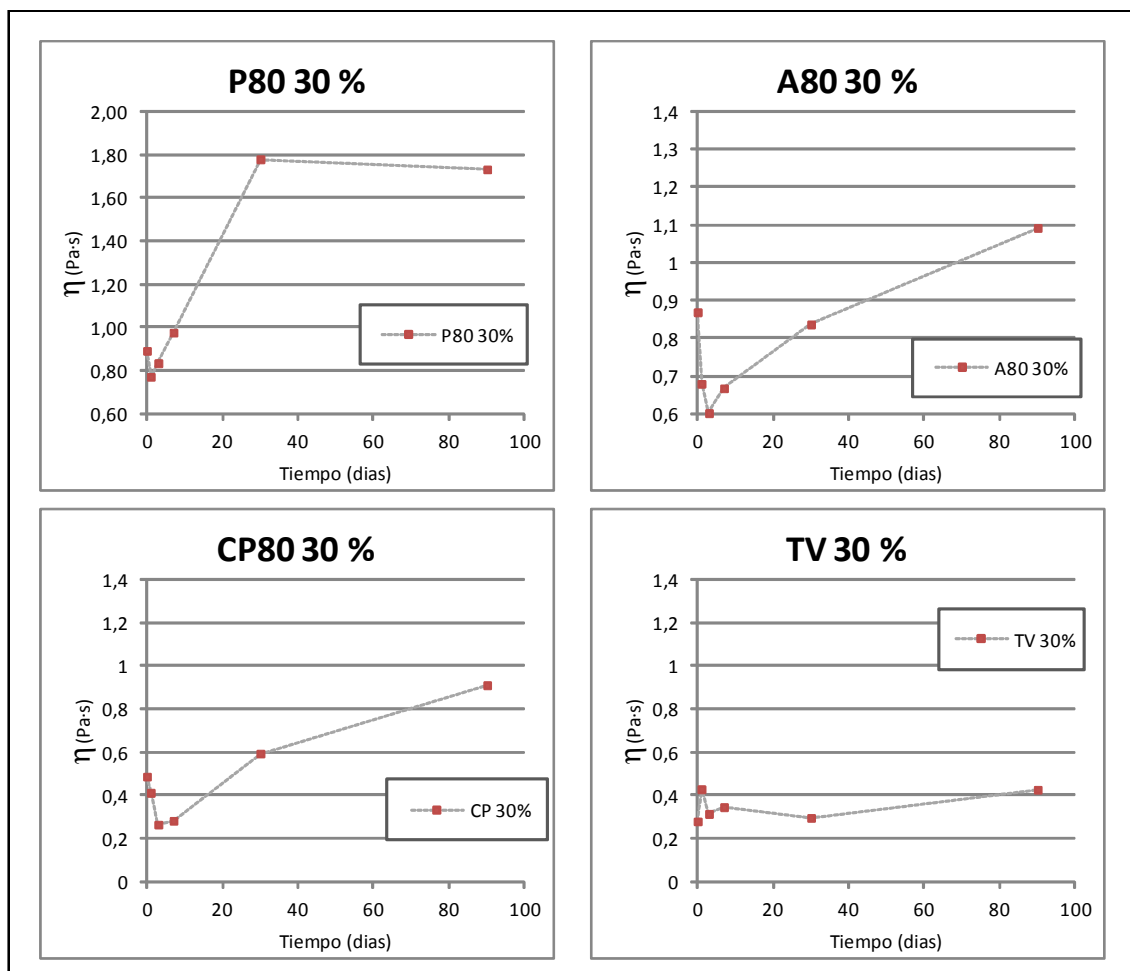 P80 30 %
2,00
1,80
1,60
1,40
1,20
1,00
0,80
0,60
η (Pa·s)
P80 30%
0 20 40 60 80 100
Tiempo (dias)
A80 30 %
1,4
1,3
1,2
1,1
1
0,9
0,8
0,7
0,6
η (Pa·s)
A80 30%
0 20 40 60 80 100
Tiempo (dias)
CP80 30 %
1,4
1,2
1
0,8
0,6
0,4
0,2
0
η (Pa·s)
CP 30%
0 20 40 60 80 100
Tiempo (dias)
TV 30 %
1,4
1,2
1
0,8
0,6
0,4
0,2
0
η (Pa·s)
TV 30%
0 20 40 60 80 100
Tiempo (dias)